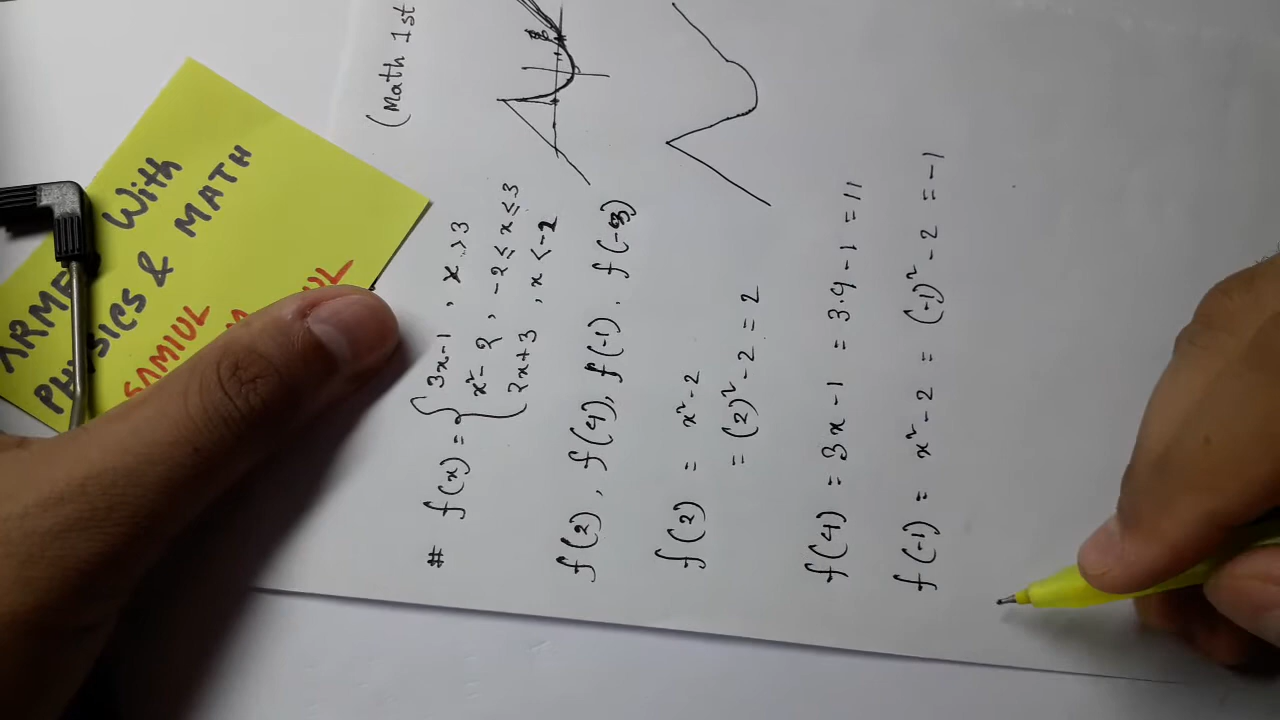 With
PHYSICS & MATH
SAMIUL
(Math 1st
# f(x) = { 3x-1 , x > 3
x² - 2 , -2 ≤ x ≤ 3
2x+3 , x < -2
f(2) , f(4), f(-1) . f(-3)
f(2) = x² - 2
= (2)² - 2 = 2
f(4) = 3x - 1 = 3.4 - 1 = 11
f(-1) = x² - 2 = (-1)² - 2 = -1